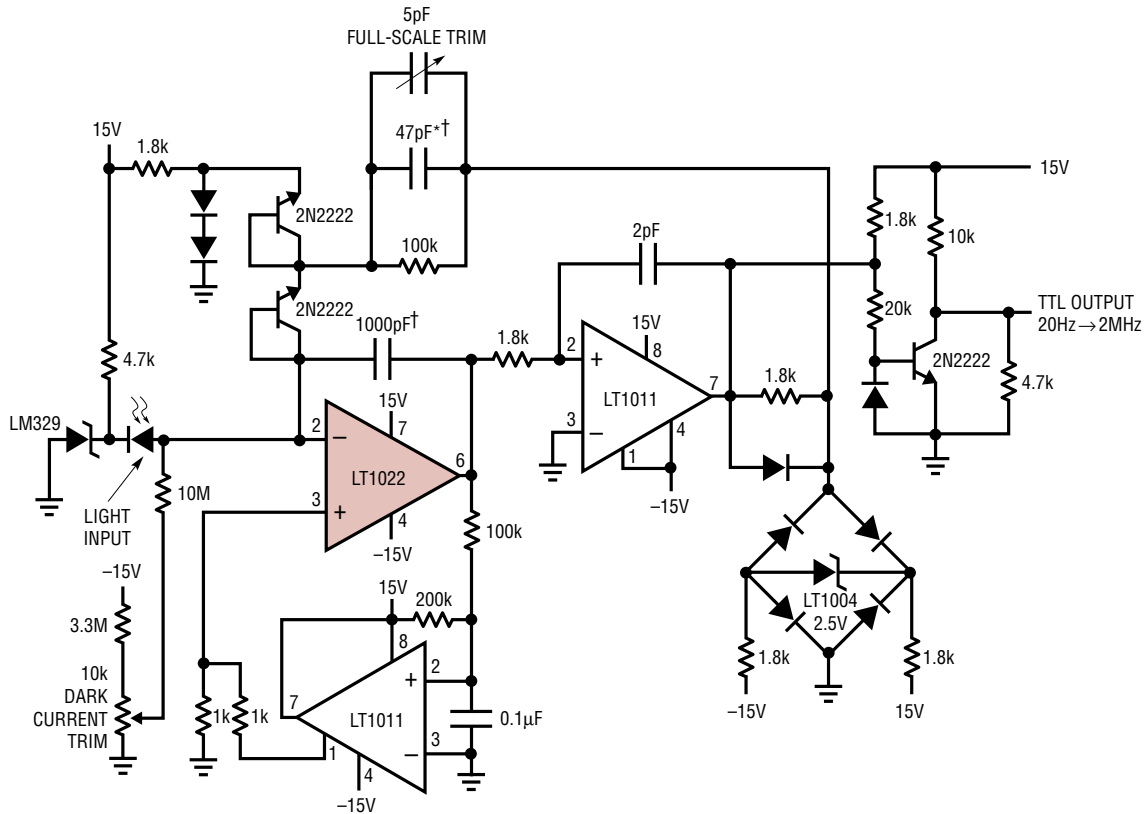 5pF
FULL-SCALE TRIM
15V
1.8k
47pF*†
15V
2N2222
100k
2pF
1.8k
10k
2N2222
1000pF†
1.8k
15V
2
+
8
LT1011
7
1.8k
3
–
4
1
–15V
20k
TTL OUTPUT
20Hz→2MHz
2N2222
4.7k
4.7k
LM329
LIGHT
INPUT
10M
15V
2
–
7
LT1022
6
3
+
4
–15V
100k
–15V
3.3M
10k
DARK
CURRENT
TRIM
1k
1k
15V
200k
8
2
+
7
LT1011
0.1µF
1
–
3
4
–15V
LT1004
2.5V
1.8k
1.8k
–15V
15V